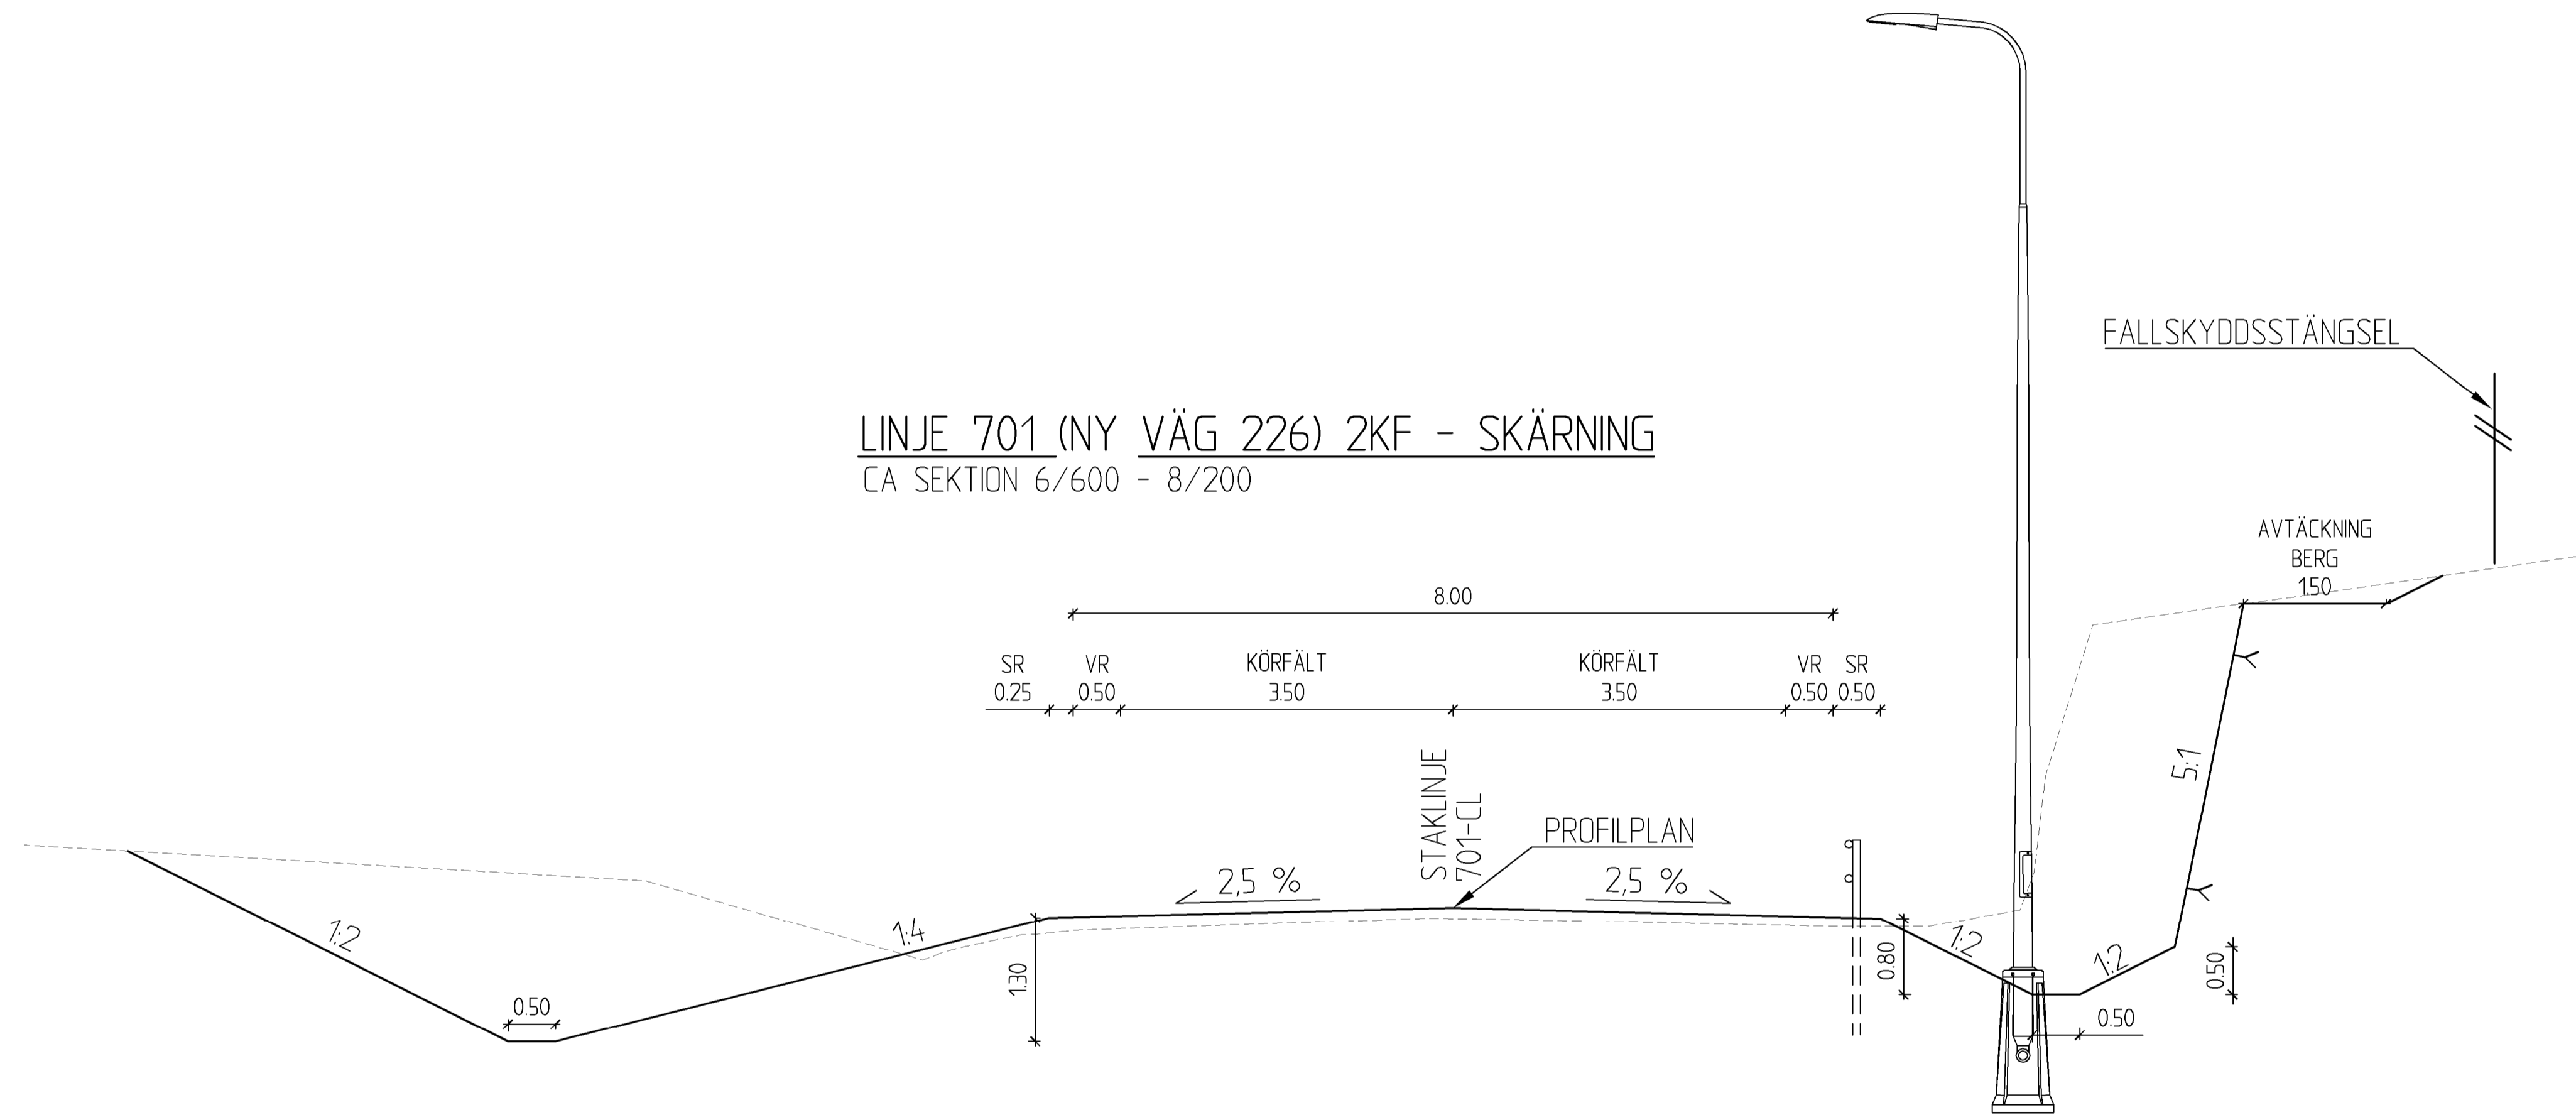 FALLSKYDDSSTÄNGSEL
LINJE 701 (NY VÄG 226) 2KF - SKÄRNING
CA SEKTION 6/600 - 8/200
AVTÄCKNING
BERG
1.50
8.00
SR VR KÖRFÄLT KÖRFÄLT VR SR
0.25 0.50 3.50 3.50 0.50 0.50
STAKLINJE
701-CL
PROFILPLAN
5:1
2,5 % 2,5 %
1:2
1:4
1:2
1:2
0.80
0.50
1.30
0.50
0.50